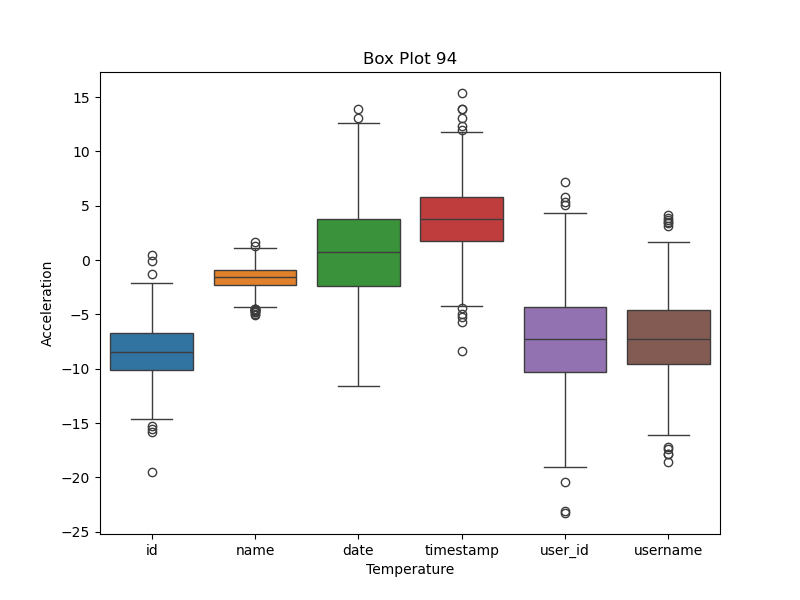 Box Plot 94
Acceleration
15
10
5
0
−5
−10
−15
−20
−25
id name date timestamp user_id username
Temperature